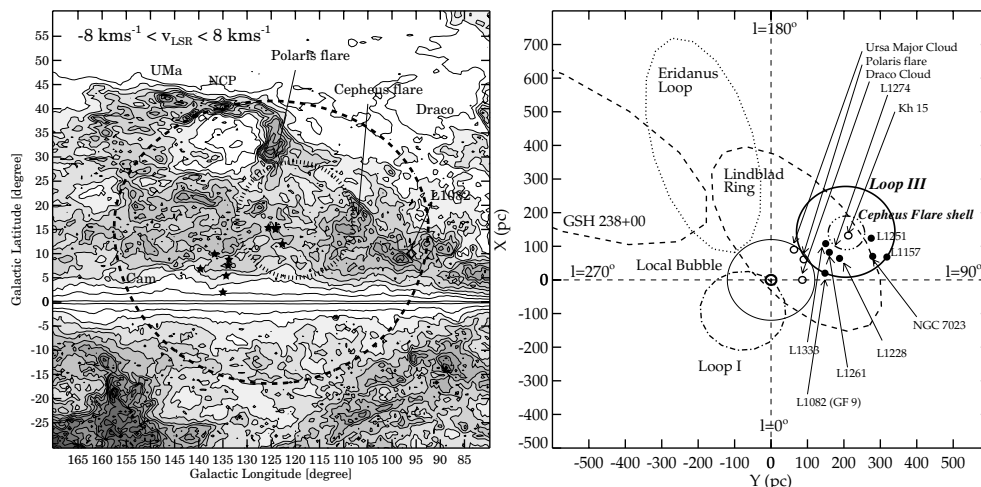 -8 kms⁻¹ < v_LSR < 8 kms⁻¹
Polaris flare
UMa
NCP
Cepheus flare
Draco
L1082
Cam
Galactic Latitude [degree]
55
50
45
40
35
30
25
20
15
10
5
0
-5
-10
-15
-20
-25
165 160 155 150 145 140 135 130 125 120 115 110 105 100 95 90 85
Galactic Longitude [degree]
l=180°
Ursa Major Cloud
Polaris flare
Draco Cloud
L1274
Kh 15
Eridanus
Loop
Lindblad
Ring
Loop III
Cepheus Flare shell
GSH 238+00
L1251
L1157
l=270°
Local Bubble
l=90°
NGC 7023
L1333
L1228
Loop I
L1261
L1082 (GF 9)
l=0°
X (pc)
700
600
500
400
300
200
100
0
-100
-200
-300
-400
-500
-500 -400 -300 -200 -100 0 100 200 300 400 500
Y (pc)